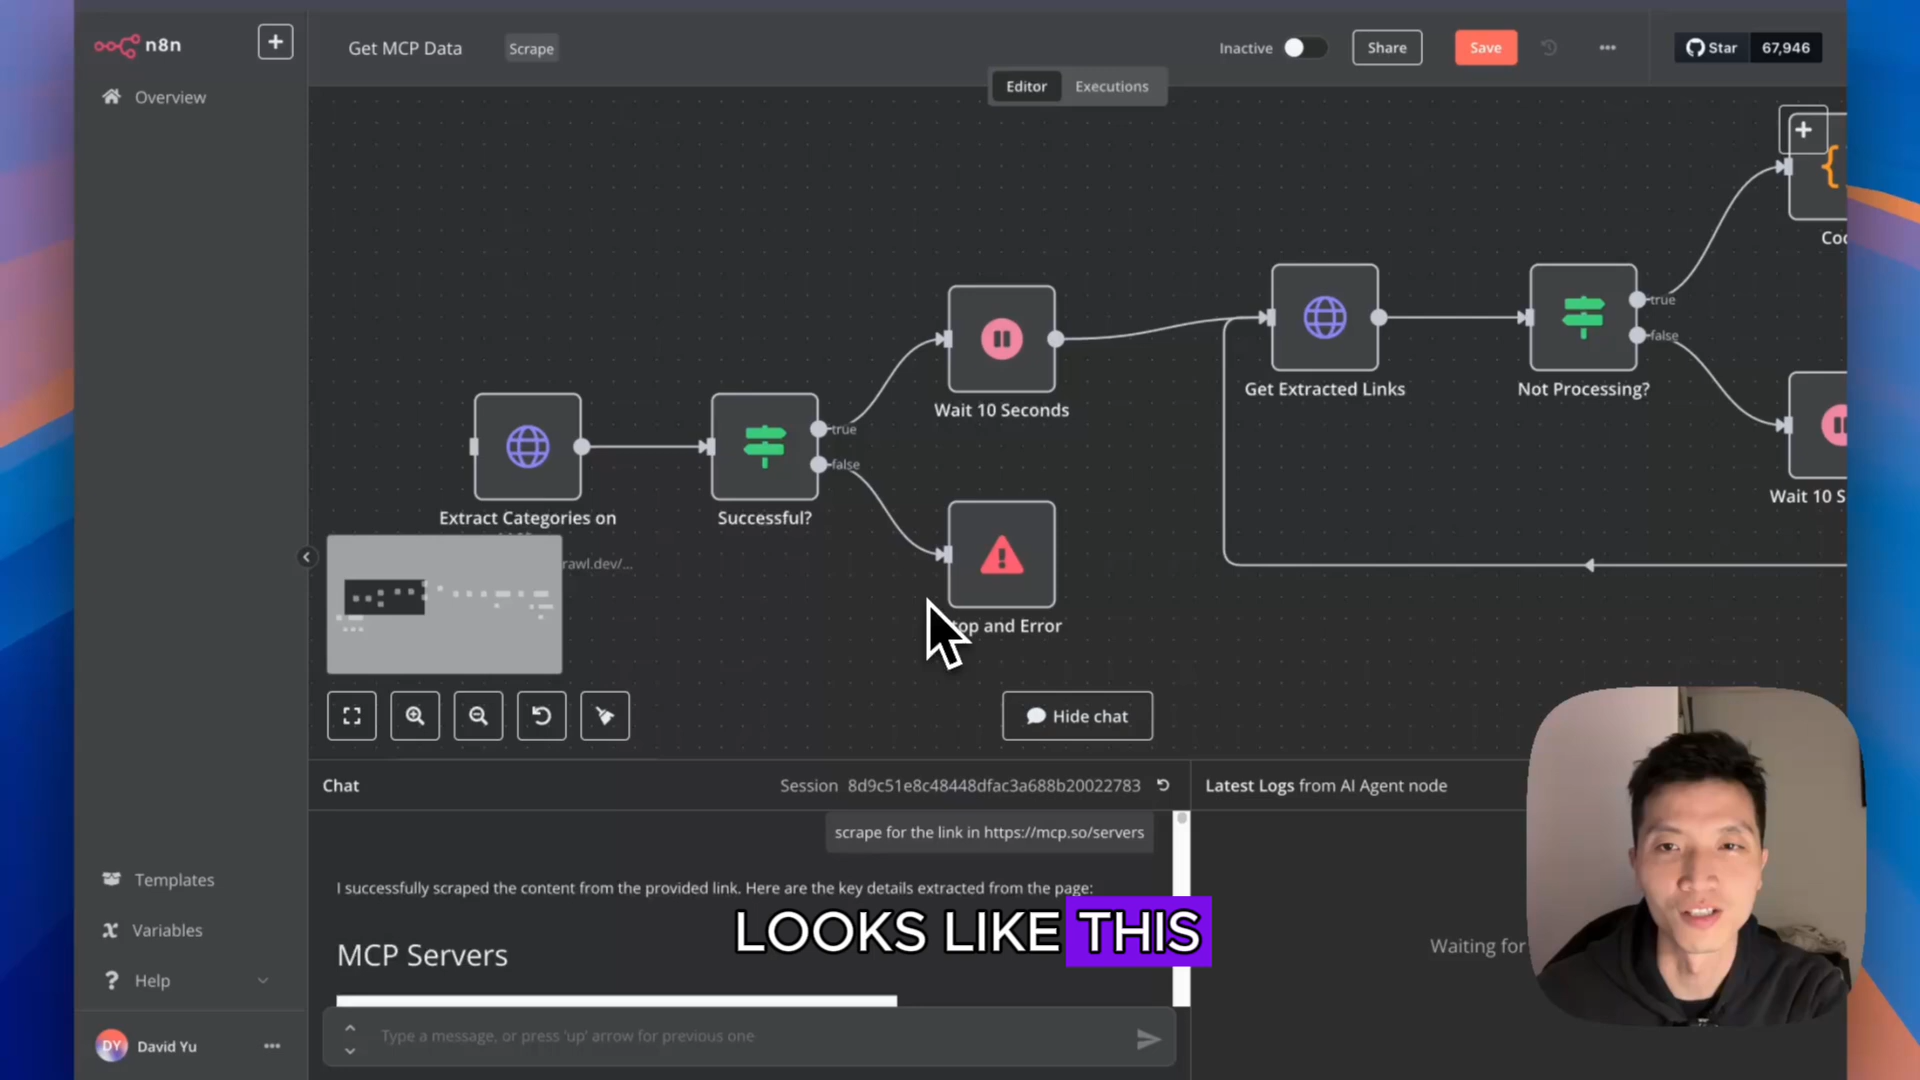 n8n
Get MCP Data
Scrape
Inactive
Share
Save
Star
67,946
Overview
Editor
Executions
true
false
Wait 10 Seconds
Get Extracted Links
Not Processing?
true
false
Extract Categories on
rawl.dev/...
Successful?
Wait 10 S
top and Error
Hide chat
Chat
Session 8d9c51e8c48448dfac3a688b20022783
Latest Logs from AI Agent node
scrape for the link in https://mcp.so/servers
I successfully scraped the content from the provided link. Here are the key details extracted from the page:
LOOKS LIKE THIS
MCP Servers
Waiting for
Type a message, or press 'up' arrow for previous one
Templates
Variables
Help
DY
David Yu